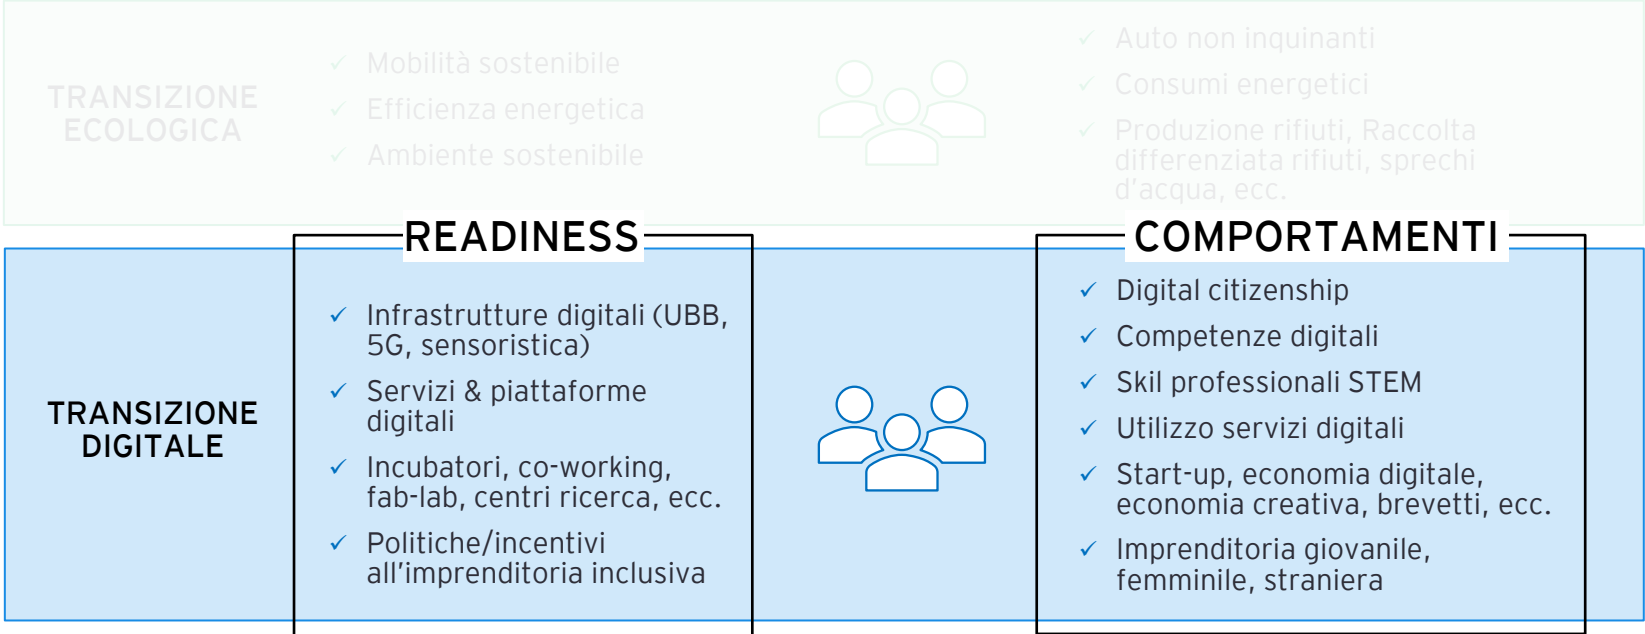 TRANSIZIONE
ECOLOGICA
Mobilità sostenibile
Efficienza energetica
Ambiente sostenibile
Auto non inquinanti
Consumi energetici
Produzione rifiuti, Raccolta
differenziata rifiuti, sprechi
d'acqua, ecc.
READINESS
COMPORTAMENTI
TRANSIZIONE
DIGITALE
Infrastrutture digitali (UBB,
5G, sensoristica)
Servizi & piattaforme
digitali
Incubatori, co-working,
fab-lab, centri ricerca, ecc.
Politiche/incentivi
all'imprenditoria inclusiva
Digital citizenship
Competenze digitali
Skil professionali STEM
Utilizzo servizi digitali
Start-up, economia digitale,
economia creativa, brevetti, ecc.
Imprenditoria giovanile,
femminile, straniera